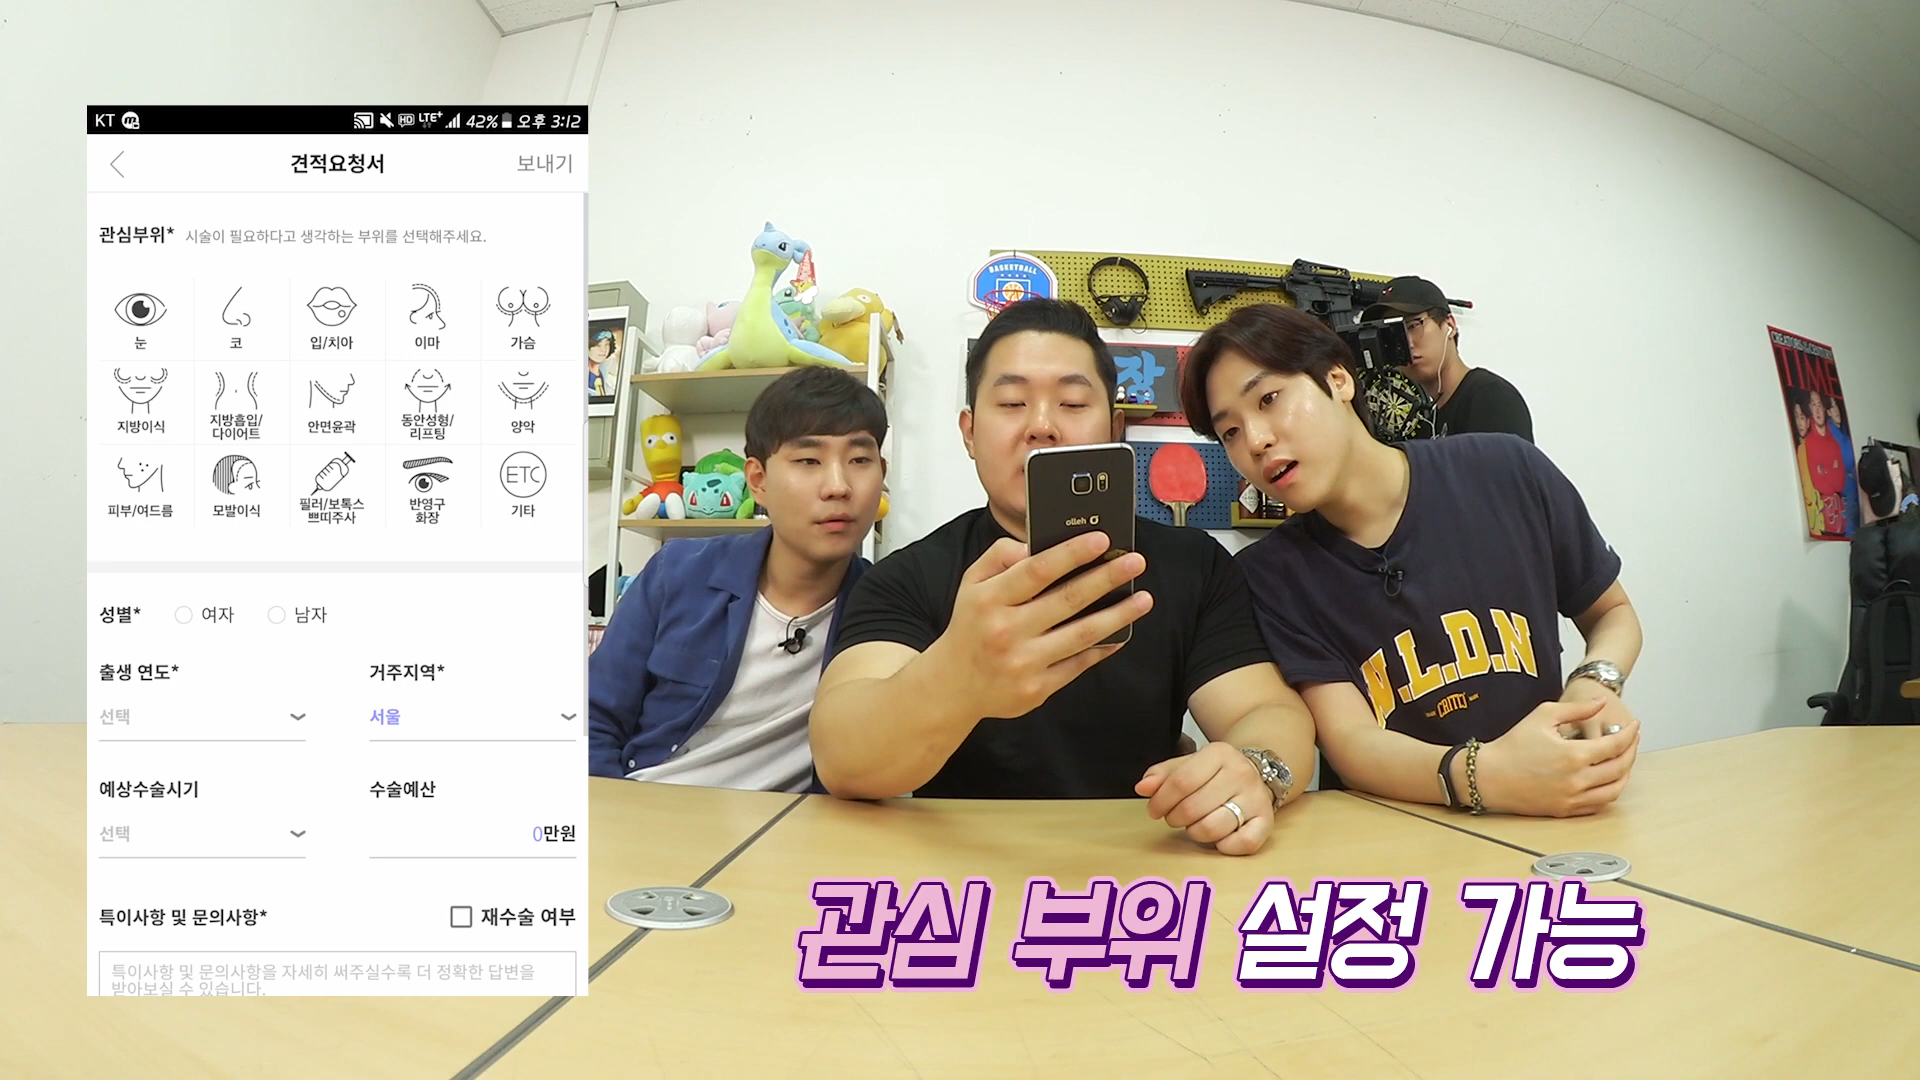 KT
HD LTE+ 42% 오후 3:12
견적요청서
보내기
관심부위* 시술이 필요하다고 생각하는 부위를 선택해주세요.
눈
코
입/치아
이마
가슴
지방이식
지방흡입/
다이어트
안면윤곽
동안성형/
리프팅
양악
피부/여드름
모발이식
필러/보톡스
쁘띠주사
반영구
화장
ETC
기타
성별* 여자 남자
출생 연도*
거주지역*
선택
서울
예상수술시기
수술예산
선택
0만원
특이사항 및 문의사항*
재수술 여부
특이사항 및 문의사항을 자세히 써주실수록 더 정확한 답변을
받아보실 수 있습니다.
BASKETBALL
장
olleh
W.L.D.N
CRITIC
TIME
관심 부위 설정 가능